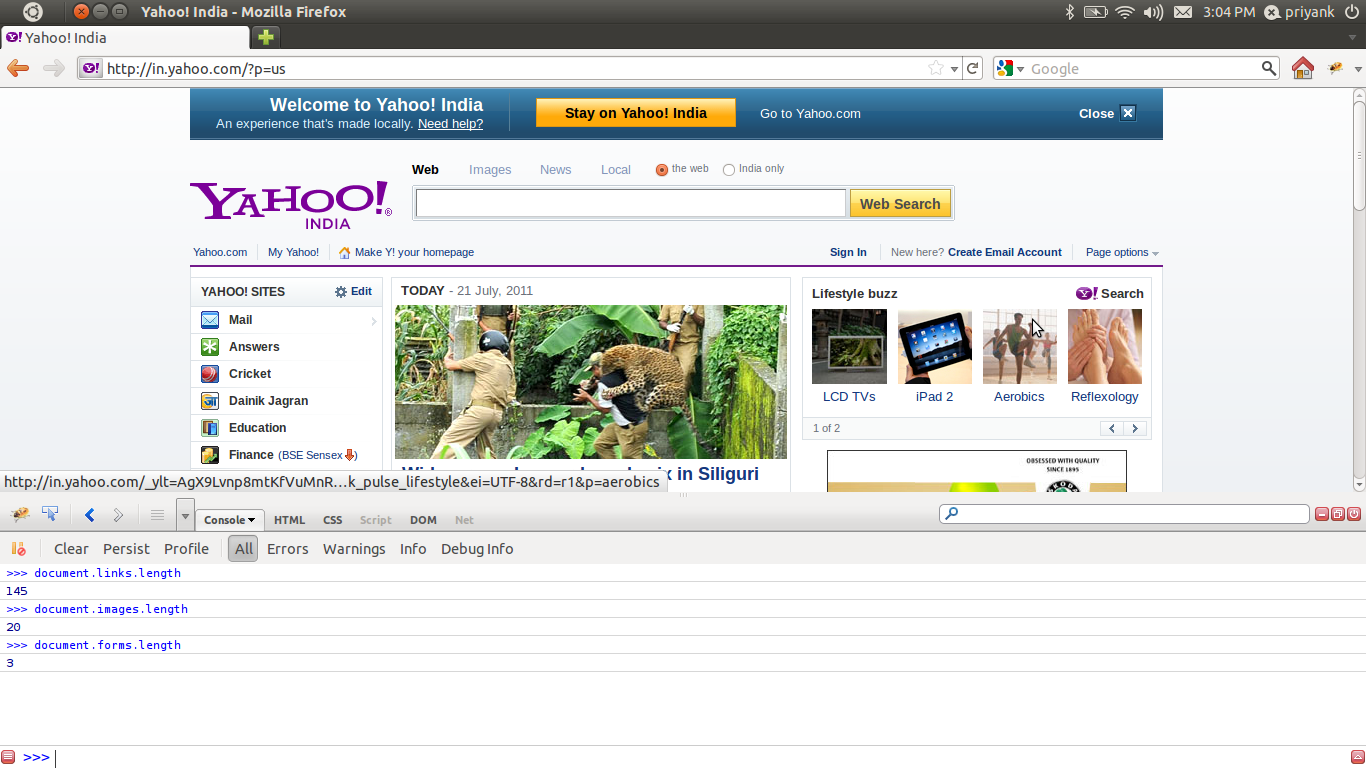 Yahoo! India - Mozilla Firefox
3:04 PM priyank
Yahoo! India
http://in.yahoo.com/?p=us
Google
Welcome to Yahoo! India
An experience that's made locally. Need help?
Stay on Yahoo! India
Go to Yahoo.com
Close
Web Images News Local the web India only
YAHOO!®
INDIA
Web Search
Yahoo.com My Yahoo! Make Y! your homepage
Sign In New here? Create Email Account Page options
YAHOO! SITES Edit
Mail
Answers
Cricket
Dainik Jagran
Education
Finance (BSE Sensex )
TODAY - 21 July, 2011
in Siliguri
Lifestyle buzz
Y! Search
LCD TVs iPad 2 Aerobics Reflexology
1 of 2
OBSESSED WITH QUALITY
SINCE 1895
http://in.yahoo.com/_ylt=AgX9Lvnp8mtKfVuMnR…k_pulse_lifestyle&ei=UTF-8&rd=r1&p=aerobics
Console HTML CSS Script DOM Net
Clear Persist Profile All Errors Warnings Info Debug Info
>>> document.links.length
145
>>> document.images.length
20
>>> document.forms.length
3
>>>